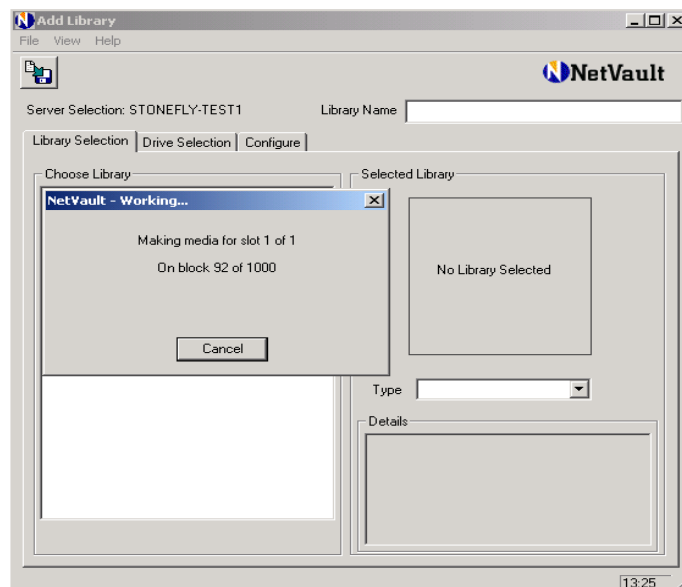 Add Library
File View Help
NetVault
Server Selection: STONEFLY-TEST1 Library Name
Library Selection Drive Selection Configure
Choose Library Selected Library
NetVault - Working...
Making media for slot 1 of 1
On block 92 of 1000
No Library Selected
Cancel
Type
Details
13:25